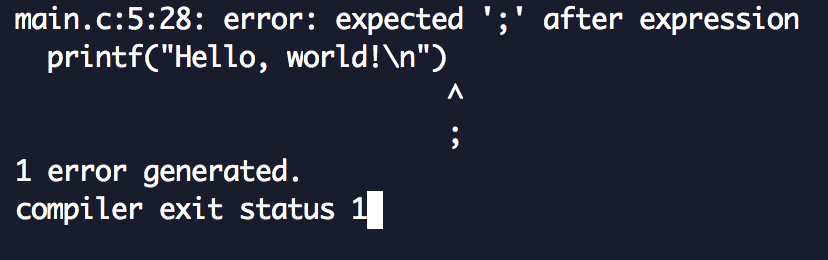 main.c:5:28: error: expected ';' after expression
  printf("Hello, world!\n")
                           ^
                           ;
1 error generated.
compiler exit status 1